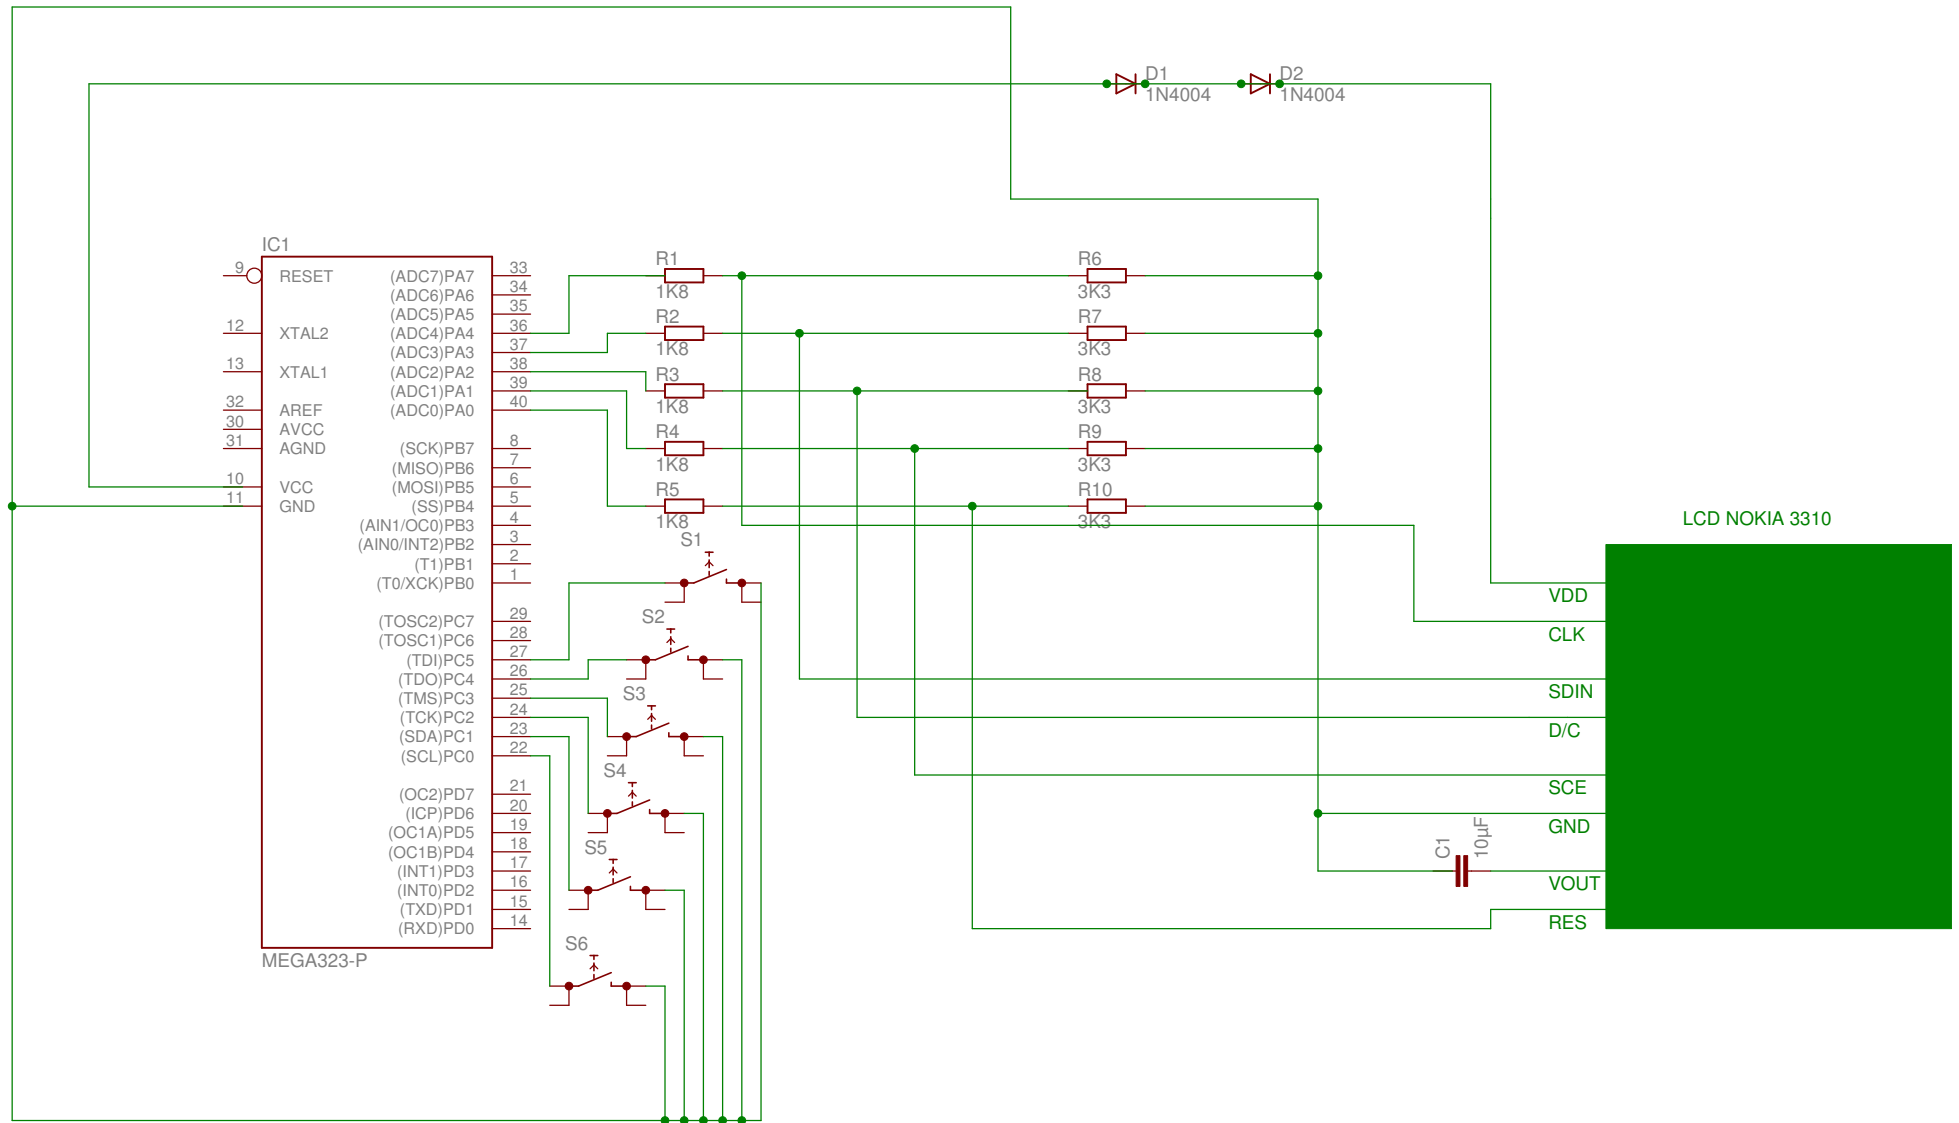 D1
1N4004
D2
1N4004
IC1
9
RESET
12
XTAL2
13
XTAL1
32
AREF
30
AVCC
31
AGND
10
VCC
11
GND
(ADC7)PA7
33
(ADC6)PA6
34
(ADC5)PA5
35
(ADC4)PA4
36
(ADC3)PA3
37
(ADC2)PA2
38
(ADC1)PA1
39
(ADC0)PA0
40
(SCK)PB7
8
(MISO)PB6
7
(MOSI)PB5
6
(SS)PB4
5
(AIN1/OC0)PB3
4
(AIN0/INT2)PB2
3
(T1)PB1
2
(T0/XCK)PB0
1
(TOSC2)PC7
29
(TOSC1)PC6
28
(TDI)PC5
27
(TDO)PC4
26
(TMS)PC3
25
(TCK)PC2
24
(SDA)PC1
23
(SCL)PC0
22
(OC2)PD7
21
(ICP)PD6
20
(OC1A)PD5
19
(OC1B)PD4
18
(INT1)PD3
17
(INT0)PD2
16
(TXD)PD1
15
(RXD)PD0
14
MEGA323-P
R1
1K8
R2
1K8
R3
1K8
R4
1K8
R5
1K8
R6
3K3
R7
3K3
R8
3K3
R9
3K3
R10
3K3
S1
S2
S3
S4
S5
S6
LCD NOKIA 3310
VDD
CLK
SDIN
D/C
SCE
GND
VOUT
RES
C1
10µF